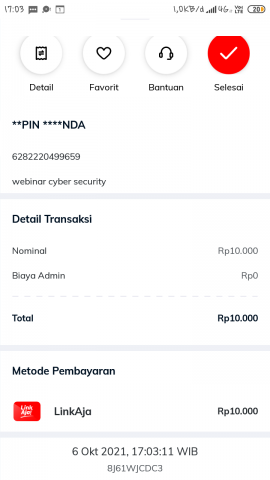 17:03 1,0KB/d 4G 20
Detail Favorit Bantuan Selesai
**PIN ****NDA
6282220499659
webinar cyber security
Detail Transaksi
Nominal Rp10.000
Biaya Admin Rp0
Total Rp10.000
Metode Pembayaran
LinkAja Rp10.000
6 Okt 2021, 17:03:11 WIB
8J61WJCDC3